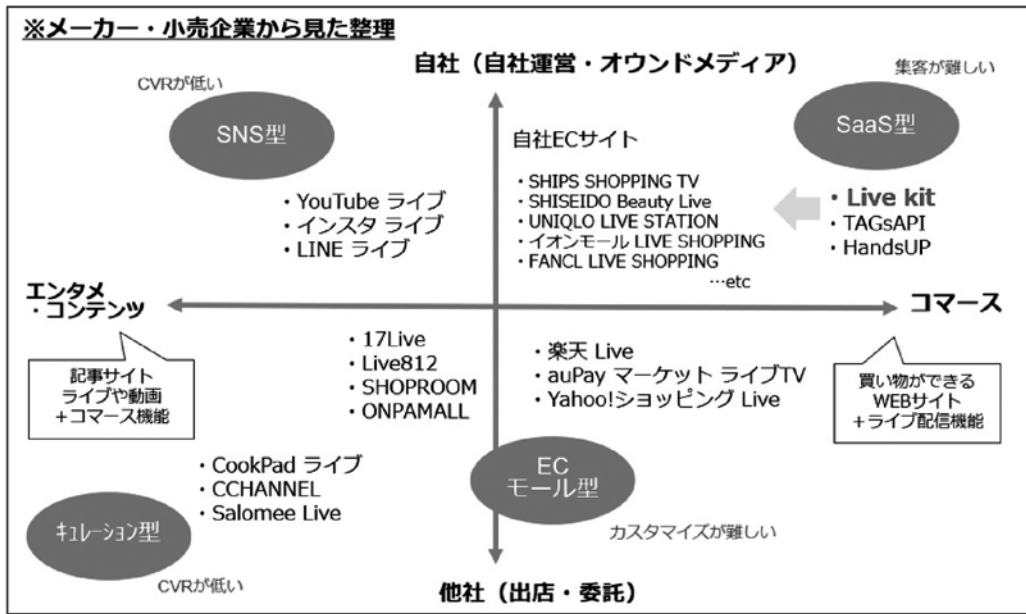 ※メーカー・小売企業から見た整理
自社（自社運営・オウンドメディア）
CVRが低い
SNS型
・YouTube ライブ
・インスタ ライブ
・LINE ライブ
自社ECサイト
・SHIPS SHOPPING TV
・SHISEIDO Beauty Live
・UNIQLO LIVE STATION
・イオンモール LIVE SHOPPING
・FANCL LIVE SHOPPING
…etc
集客が難しい
SaaS型
・Live kit
・TAGsAPI
・HandsUP
エンタメ
・コンテンツ
コマース
記事サイト
ライブや動画
＋コマース機能
・17Live
・Live812
・SHOPROOM
・ONPAMALL
・楽天 Live
・auPay マーケット ライブTV
・Yahoo!ショッピング Live
買い物ができる
WEBサイト
＋ライブ配信機能
・CookPad ライブ
・CCHANNEL
・Salomee Live
ｷｭﾚｰｼｮﾝ型
CVRが低い
EC
モール型
カスタマイズが難しい
他社（出店・委託）